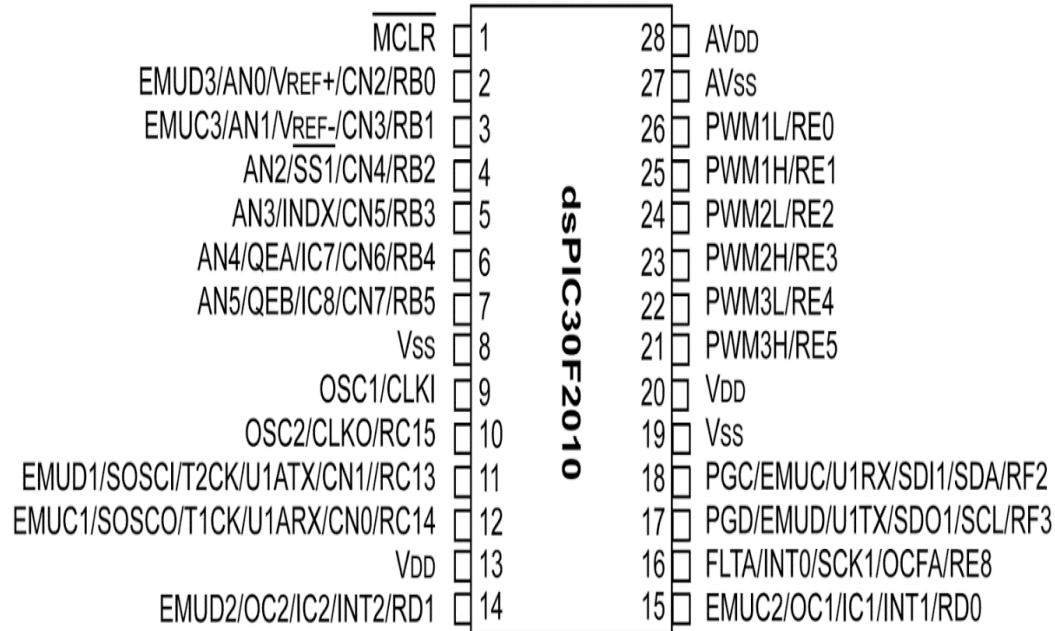 MCLR 1 28 AVDD
EMUD3/AN0/VREF+/CN2/RB0 2 27 AVSS
EMUC3/AN1/VREF-/CN3/RB1 3 26 PWM1L/RE0
AN2/SS1/CN4/RB2 4 25 PWM1H/RE1
AN3/INDX/CN5/RB3 5 24 PWM2L/RE2
AN4/QEA/IC7/CN6/RB4 6 23 PWM2H/RE3
AN5/QEB/IC8/CN7/RB5 7 22 PWM3L/RE4
VSS 8 21 PWM3H/RE5
OSC1/CLKI 9 20 VDD
OSC2/CLKO/RC15 10 19 VSS
EMUD1/SOSCI/T2CK/U1ATX/CN1//RC13 11 18 PGC/EMUC/U1RX/SDI1/SDA/RF2
EMUC1/SOSCO/T1CK/U1ARX/CN0/RC14 12 17 PGD/EMUD/U1TX/SDO1/SCL/RF3
VDD 13 16 FLTA/INT0/SCK1/OCFA/RE8
EMUD2/OC2/IC2/INT2/RD1 14 15 EMUC2/OC1/IC1/INT1/RD0
dsPIC30F2010